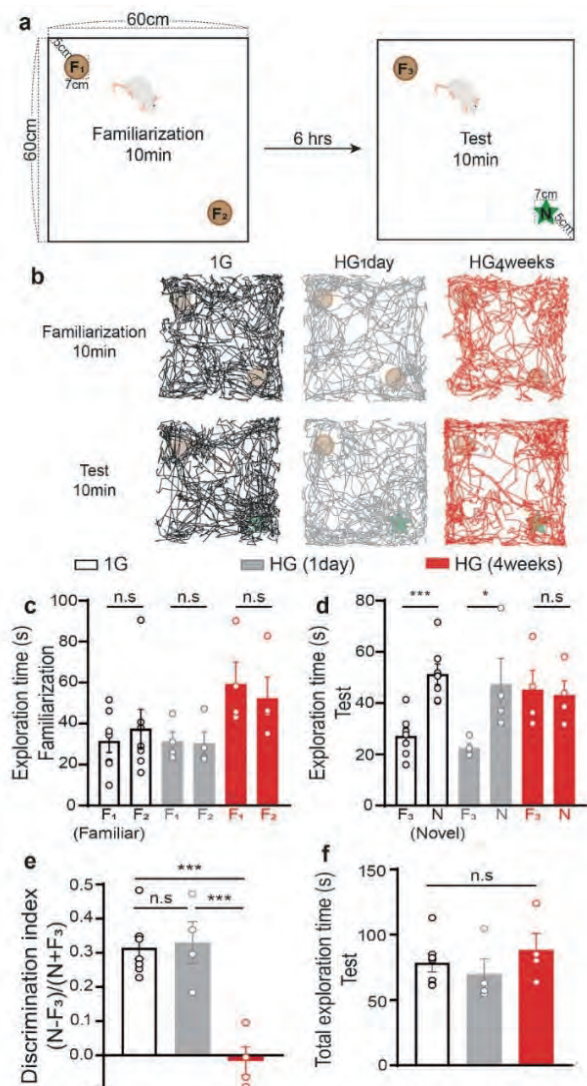 a
60cm
60cm
5cm
F₁
7cm
Familiarization
10min
F₂
6 hrs
F₃
Test
10min
7cm
N
5cm
b
1G
HG1day
HG4weeks
Familiarization
10min
Test
10min
1G
HG (1day)
HG (4weeks)
c
n.s
n.s
n.s
Exploration time (s)
Familiarization
100
80
60
40
20
0
F₁
F₂
F₁
F₂
F₁
F₂
(Familiar)
d
***
*
n.s
Exploration time (s)
Test
80
60
40
20
0
F₃
N
F₃
N
F₃
N
(Novel)
e
***
n.s
***
Discrimination index
(N-F₃)/(N+F₃)
0.5
0.4
0.3
0.2
0.1
0.0
f
n.s
Total exploration time (s)
Test
150
100
50
0